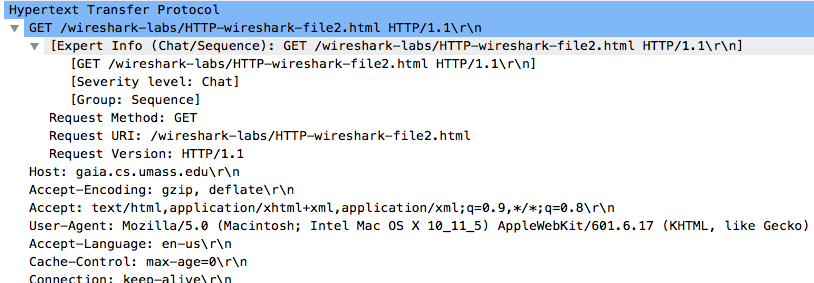 Hypertext Transfer Protocol
GET /wireshark-labs/HTTP-wireshark-file2.html HTTP/1.1\r\n
[Expert Info (Chat/Sequence): GET /wireshark-labs/HTTP-wireshark-file2.html HTTP/1.1\r\n]
[GET /wireshark-labs/HTTP-wireshark-file2.html HTTP/1.1\r\n]
[Severity level: Chat]
[Group: Sequence]
Request Method: GET
Request URI: /wireshark-labs/HTTP-wireshark-file2.html
Request Version: HTTP/1.1
Host: gaia.cs.umass.edu\r\n
Accept-Encoding: gzip, deflate\r\n
Accept: text/html,application/xhtml+xml,application/xml;q=0.9,*/*;q=0.8\r\n
User-Agent: Mozilla/5.0 (Macintosh; Intel Mac OS X 10_11_5) AppleWebKit/601.6.17 (KHTML, like Gecko)
Accept-Language: en-us\r\n
Cache-Control: max-age=0\r\n
Connection: keep-alive\r\n